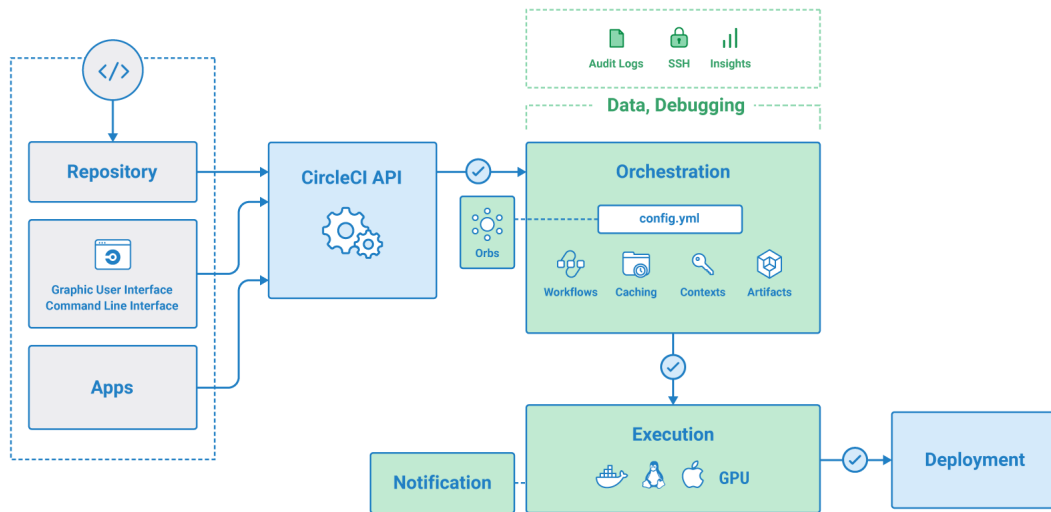 Audit Logs
SSH
Insights
Data, Debugging
Repository
CircleCI API
Orchestration
config.yml
Orbs
Graphic User Interface
Command Line Interface
Workflows
Caching
Contexts
Artifacts
Apps
Execution
GPU
Notification
Deployment